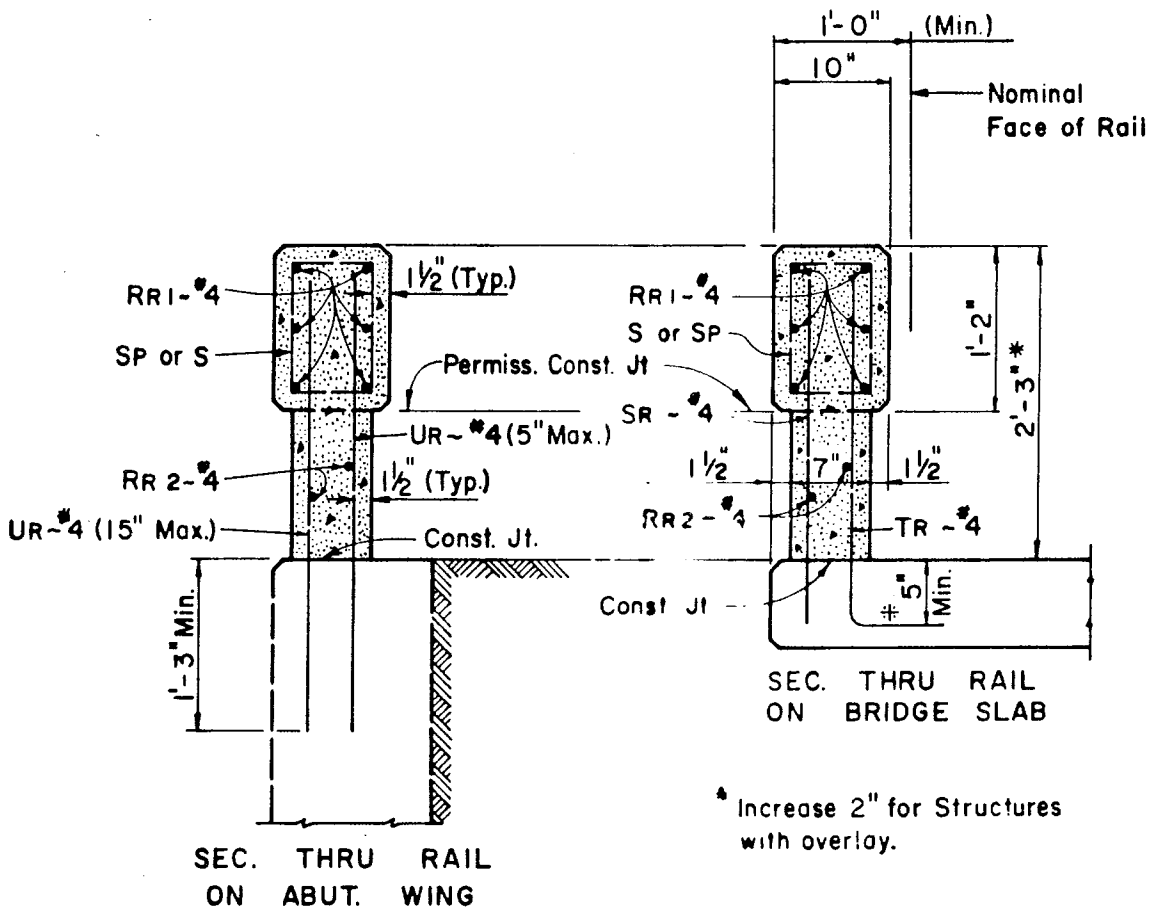 1'-0" (Min.)
10"
Nominal
Face of Rail
RR1~#4
1½" (Typ.)
SP or S
RR1~#4
S or SP
Permiss. Const. Jt
1'-2"
2'-3"*
UR~#4 (5" Max.)
SR ~ #4
RR 2~#4
1½" (Typ.)
1½"
7"
1½"
UR~#4 (15" Max.)
Const. Jt.
RR 2 - #4
TR ~#4
1'-3" Min.
Const Jt
* 5"
Min
SEC. THRU RAIL
ON BRIDGE SLAB
* Increase 2" for Structures
with overlay.
SEC. THRU RAIL
ON ABUT. WING